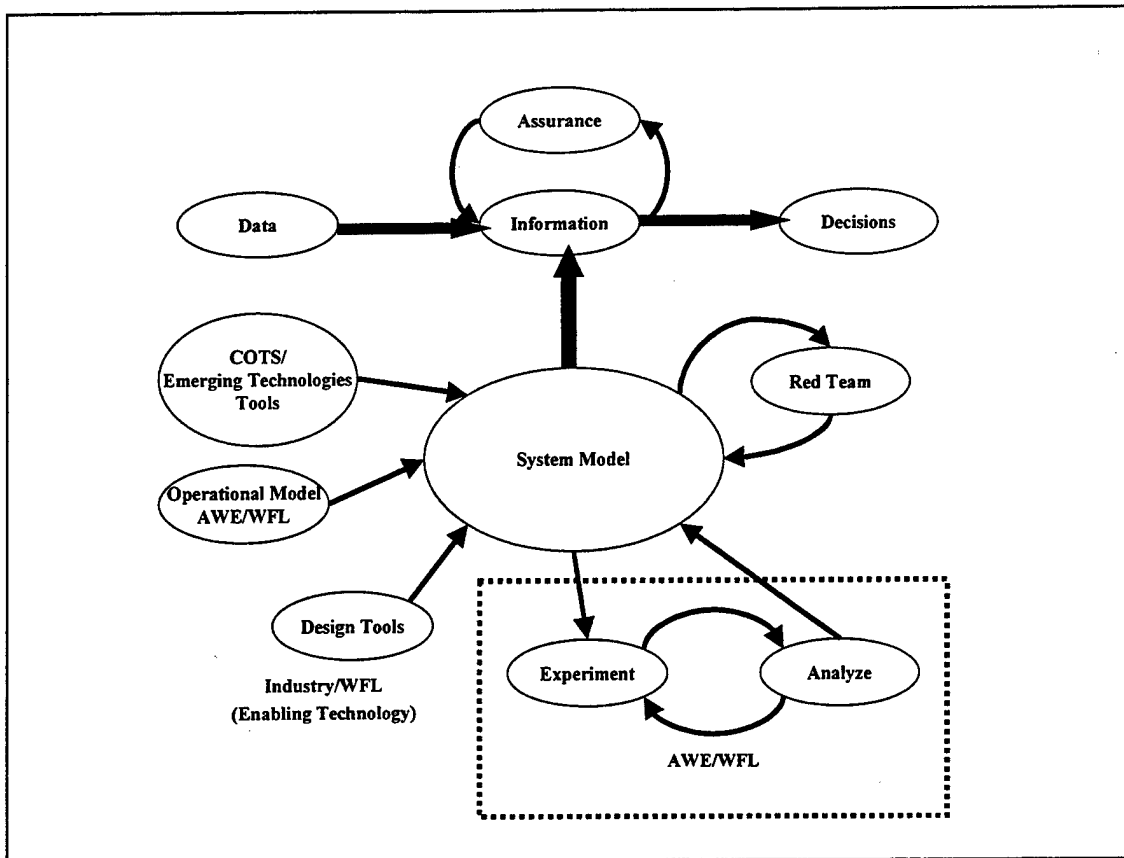 Assurance
Data
Information
Decisions
COTS/
Emerging Technologies
Tools
Red Team
System Model
Operational Model
AWE/WFL
Design Tools
Industry/WFL
(Enabling Technology)
Experiment
Analyze
AWE/WFL